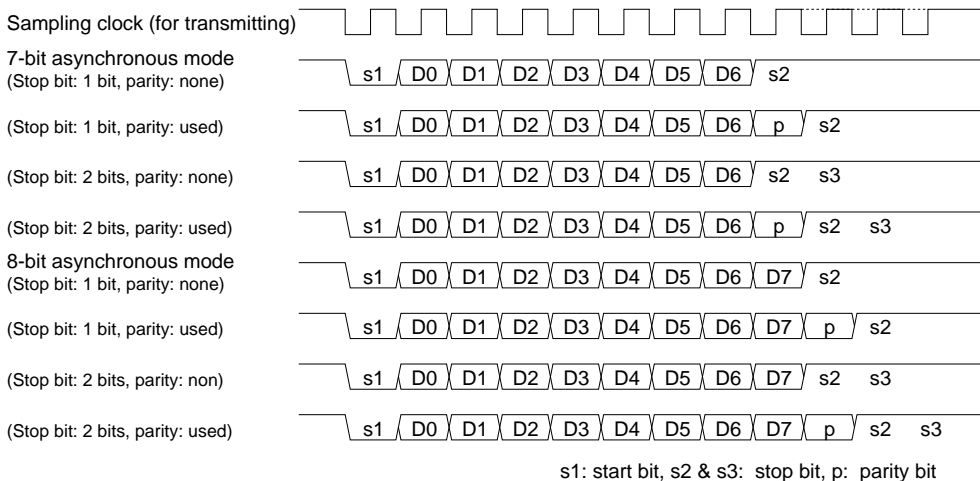 Sampling clock (for transmitting)
7-bit asynchronous mode
(Stop bit: 1 bit, parity: none)
s1 D0 D1 D2 D3 D4 D5 D6 s2
(Stop bit: 1 bit, parity: used)
s1 D0 D1 D2 D3 D4 D5 D6 p s2
(Stop bit: 2 bits, parity: none)
s1 D0 D1 D2 D3 D4 D5 D6 s2 s3
(Stop bit: 2 bits, parity: used)
s1 D0 D1 D2 D3 D4 D5 D6 p s2 s3
8-bit asynchronous mode
(Stop bit: 1 bit, parity: none)
s1 D0 D1 D2 D3 D4 D5 D6 D7 s2
(Stop bit: 1 bit, parity: used)
s1 D0 D1 D2 D3 D4 D5 D6 D7 p s2
(Stop bit: 2 bits, parity: non)
s1 D0 D1 D2 D3 D4 D5 D6 D7 s2 s3
(Stop bit: 2 bits, parity: used)
s1 D0 D1 D2 D3 D4 D5 D6 D7 p s2 s3
s1: start bit, s2 & s3: stop bit, p: parity bit